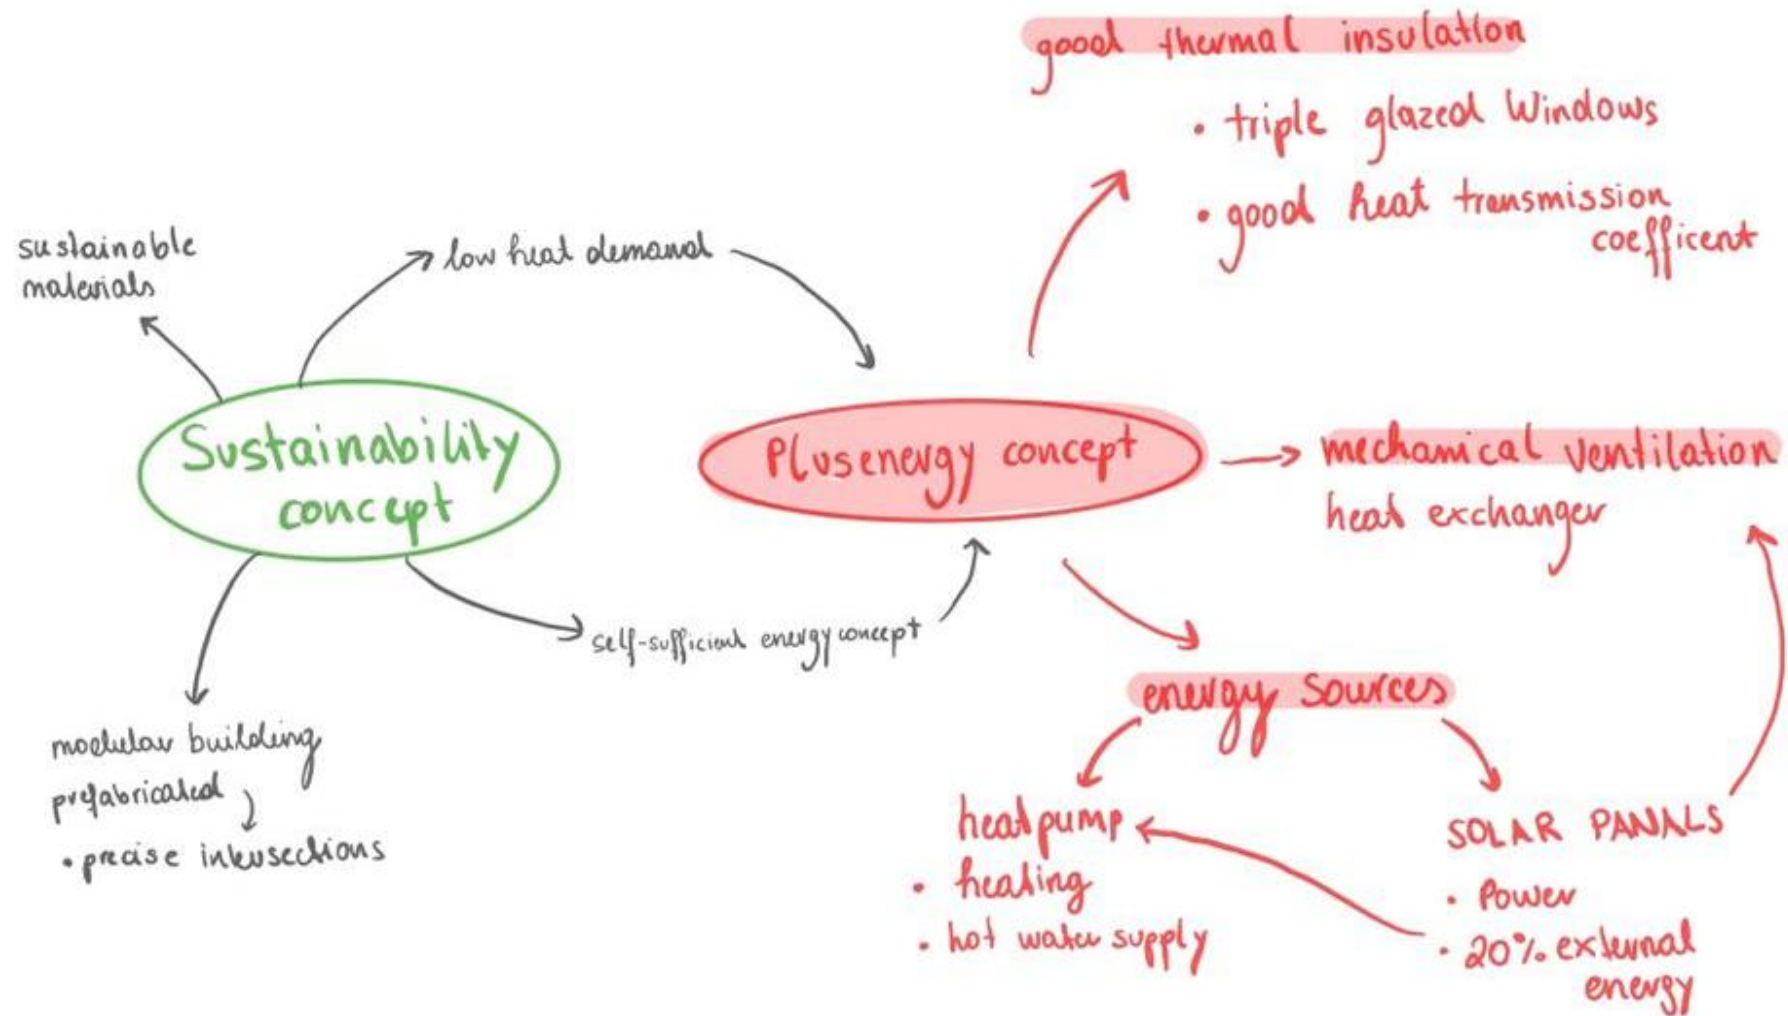 good thermal insulation
• triple glazed Windows
• good heat transmission
coefficent
sustainable
materials
low heat demand
Sustainability
concept
Plusenergy concept
mechanical ventilation
heat exchanger
self-sufficient energy concept
modular building
prefabricated
• precise intersections
energy sources
heatpump
• heating
• hot water supply
SOLAR PANALS
• Power
• 20% external
energy